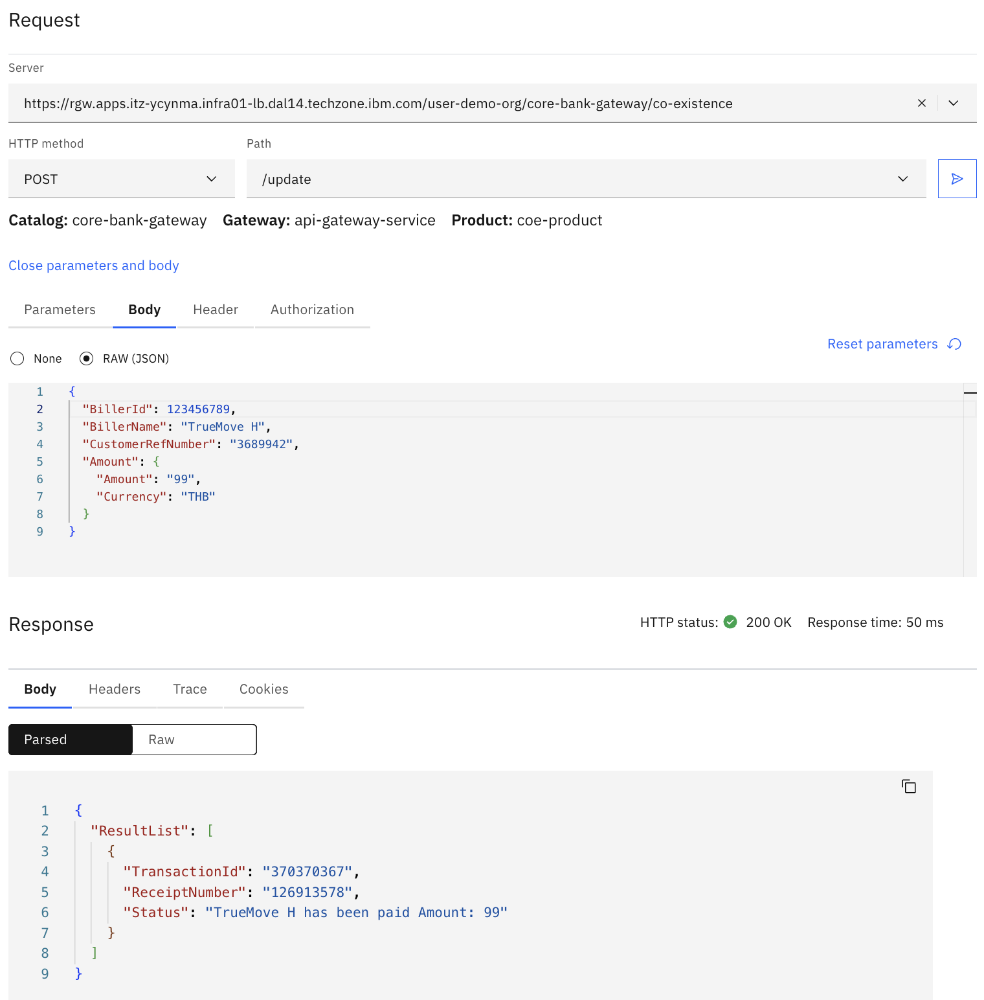 Request
Server
https://rgw.apps.itz-ycynma.infra01-lb.dal14.techzone.ibm.com/user-demo-org/core-bank-gateway/co-existence
HTTP method Path
POST /update
Catalog: core-bank-gateway Gateway: api-gateway-service Product: coe-product
Close parameters and body
Parameters Body Header Authorization
Reset parameters
None RAW (JSON)
1 {
2 "BillerId": 123456789,
3 "BillerName": "TrueMove H",
4 "CustomerRefNumber": "3689942",
5 "Amount": {
6 "Amount": "99",
7 "Currency": "THB"
8 }
9 }
Response HTTP status: 200 OK Response time: 50 ms
Body Headers Trace Cookies
Parsed Raw
1 {
2 "ResultList": [
3 {
4 "TransactionId": "370370367",
5 "ReceiptNumber": "126913578",
6 "Status": "TrueMove H has been paid Amount: 99"
7 }
8 ]
9 }